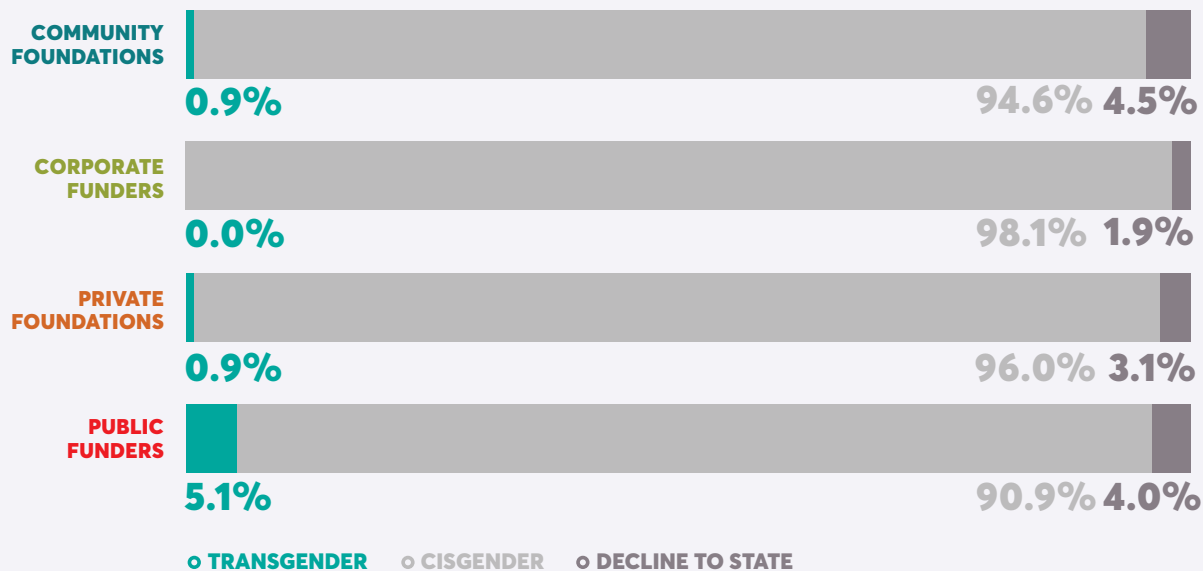 COMMUNITY
FOUNDATIONS
0.9% 94.6% 4.5%
CORPORATE
FUNDERS
0.0% 98.1% 1.9%
PRIVATE
FOUNDATIONS
0.9% 96.0% 3.1%
PUBLIC
FUNDERS
5.1% 90.9% 4.0%
TRANSGENDER CISGENDER DECLINE TO STATE